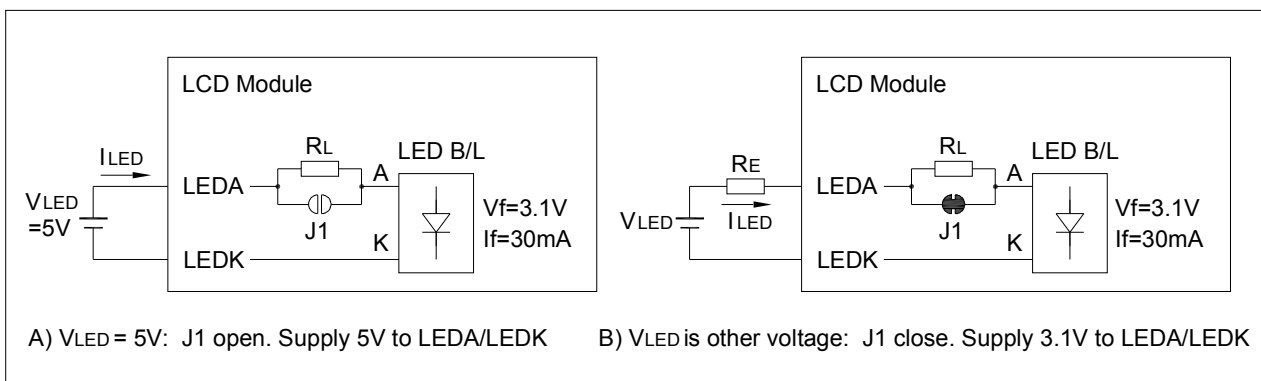 LCD Module
RL
LED B/L
ILED
A
LEDA
VLED
=5V
J1
Vf=3.1V
If=30mA
K
LEDK
A) VLED = 5V: J1 open. Supply 5V to LEDA/LEDK
LCD Module
RL
LED B/L
RE
A
LEDA
VLED
ILED
J1
Vf=3.1V
If=30mA
K
LEDK
B) VLED is other voltage: J1 close. Supply 3.1V to LEDA/LEDK